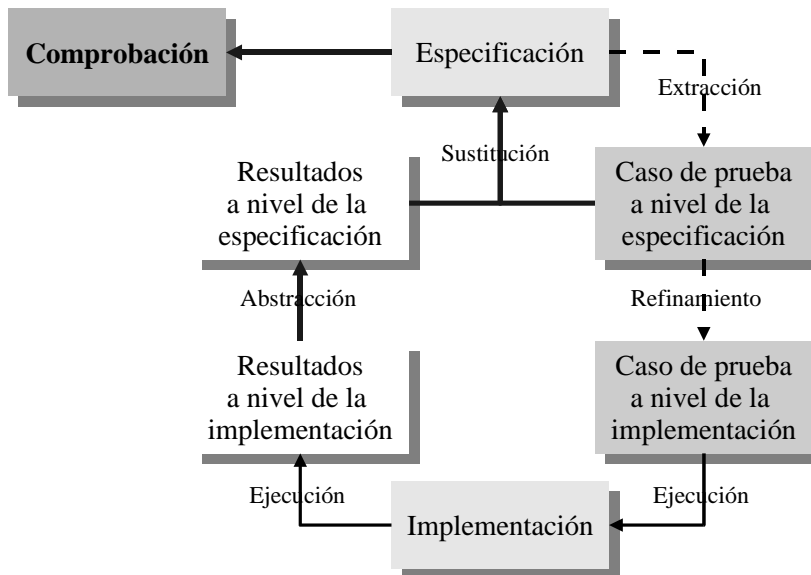 Comprobación
Especificación
Extracción
Sustitución
Resultados
a nivel de la
especificación
Caso de prueba
a nivel de la
especificación
Abstracción
Refinamiento
Resultados
a nivel de la
implementación
Caso de prueba
a nivel de la
implementación
Ejecución
Ejecución
Implementación